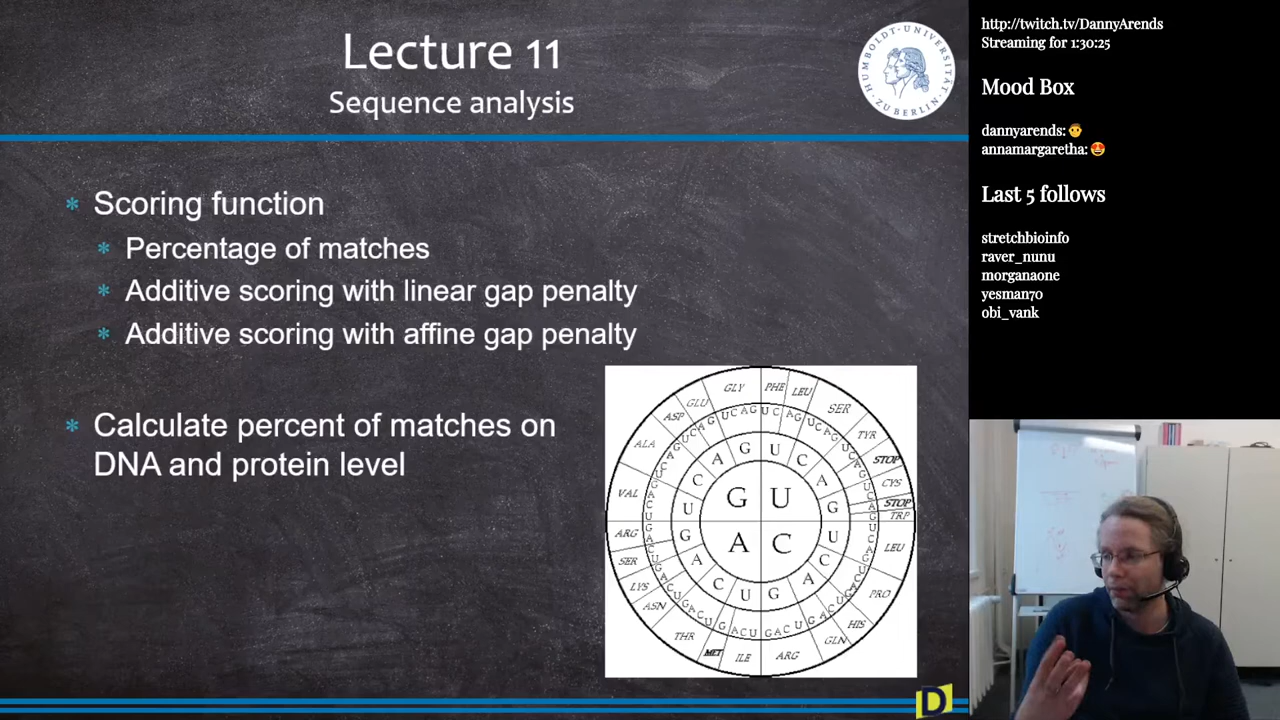 Lecture 11
Sequence analysis
HUMBOLDT-UNIVERSITÄT ZU BERLIN
* Scoring function
* Percentage of matches
* Additive scoring with linear gap penalty
* Additive scoring with affine gap penalty
* Calculate percent of matches on
DNA and protein level
GLY PHE LEU SER TYR STOP CYS STOP TRP LEU PRO HIS GLN ARG ILE MET THR ASN LYS SER ARG VAL ALA ASP GLU
G U
A C
D
http://twitch.tv/DannyArends
Streaming for 1:30:25
Mood Box
dannyarends: 👨
annamargaretha: 🤩
Last 5 follows
stretchbioinfo
raver_nunu
morganaone
yesman70
obi_vank